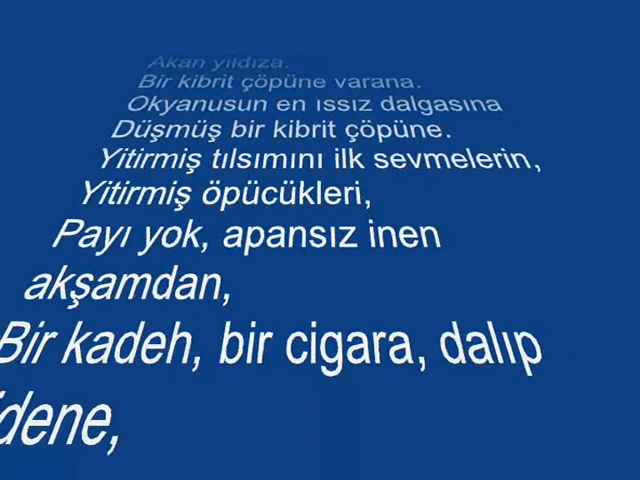 Akan yıldıza.
Bir kibrit çöpüne varana.
Okyanusun en ıssız dalgasına
Düşmüş bir kibrit çöpüne.
Yitirmiş tılsımını ilk sevmelerin,
Yitirmiş öpücükleri,
Payı yok, apansız inen
akşamdan,
Bir kadeh, bir cigara, dalıp
idene,